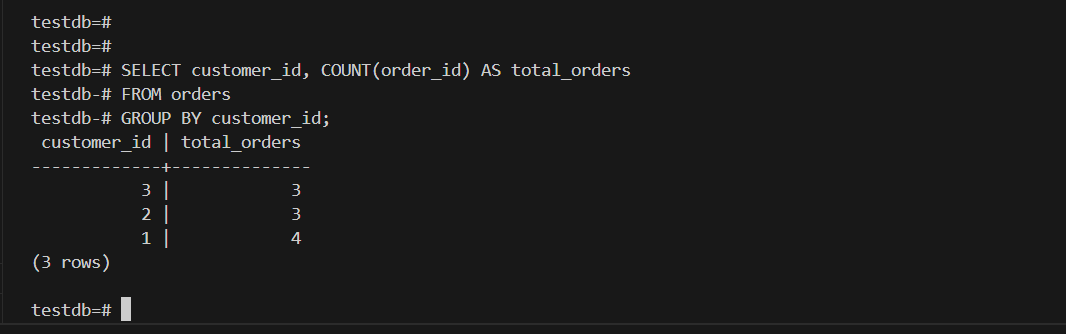 testdb=#
testdb=#
testdb=# SELECT customer_id, COUNT(order_id) AS total_orders
testdb-# FROM orders
testdb-# GROUP BY customer_id;
 customer_id | total_orders
-------------+--------------
           3 |            3
           2 |            3
           1 |            4
(3 rows)

testdb=#